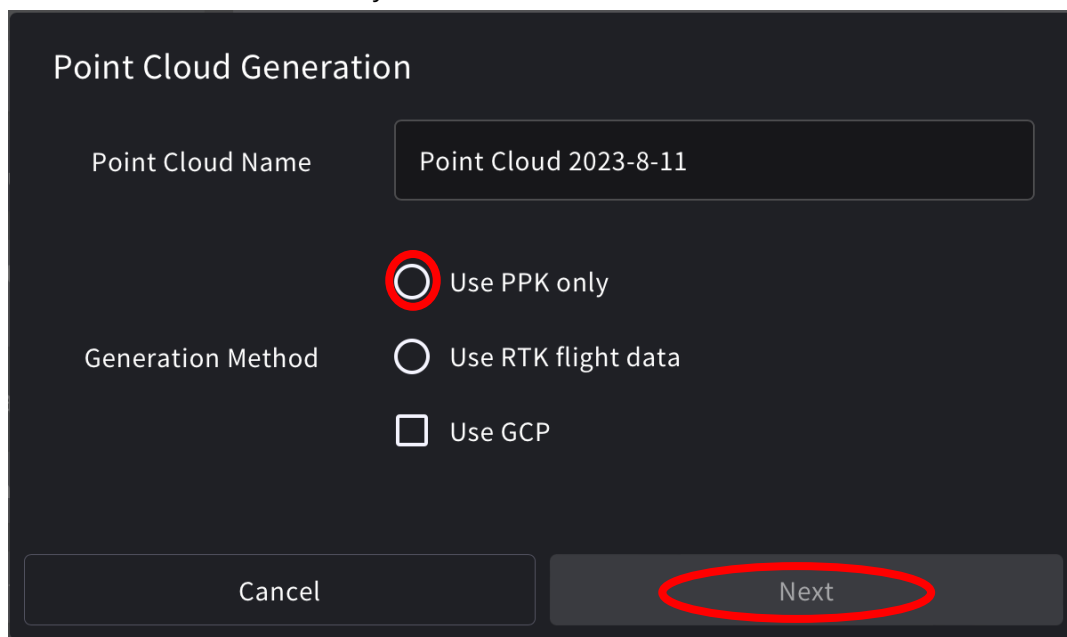 Point Cloud Generation
Point Cloud Name
Point Cloud 2023-8-11
Use PPK only
Generation Method
Use RTK flight data
Use GCP
Cancel
Next